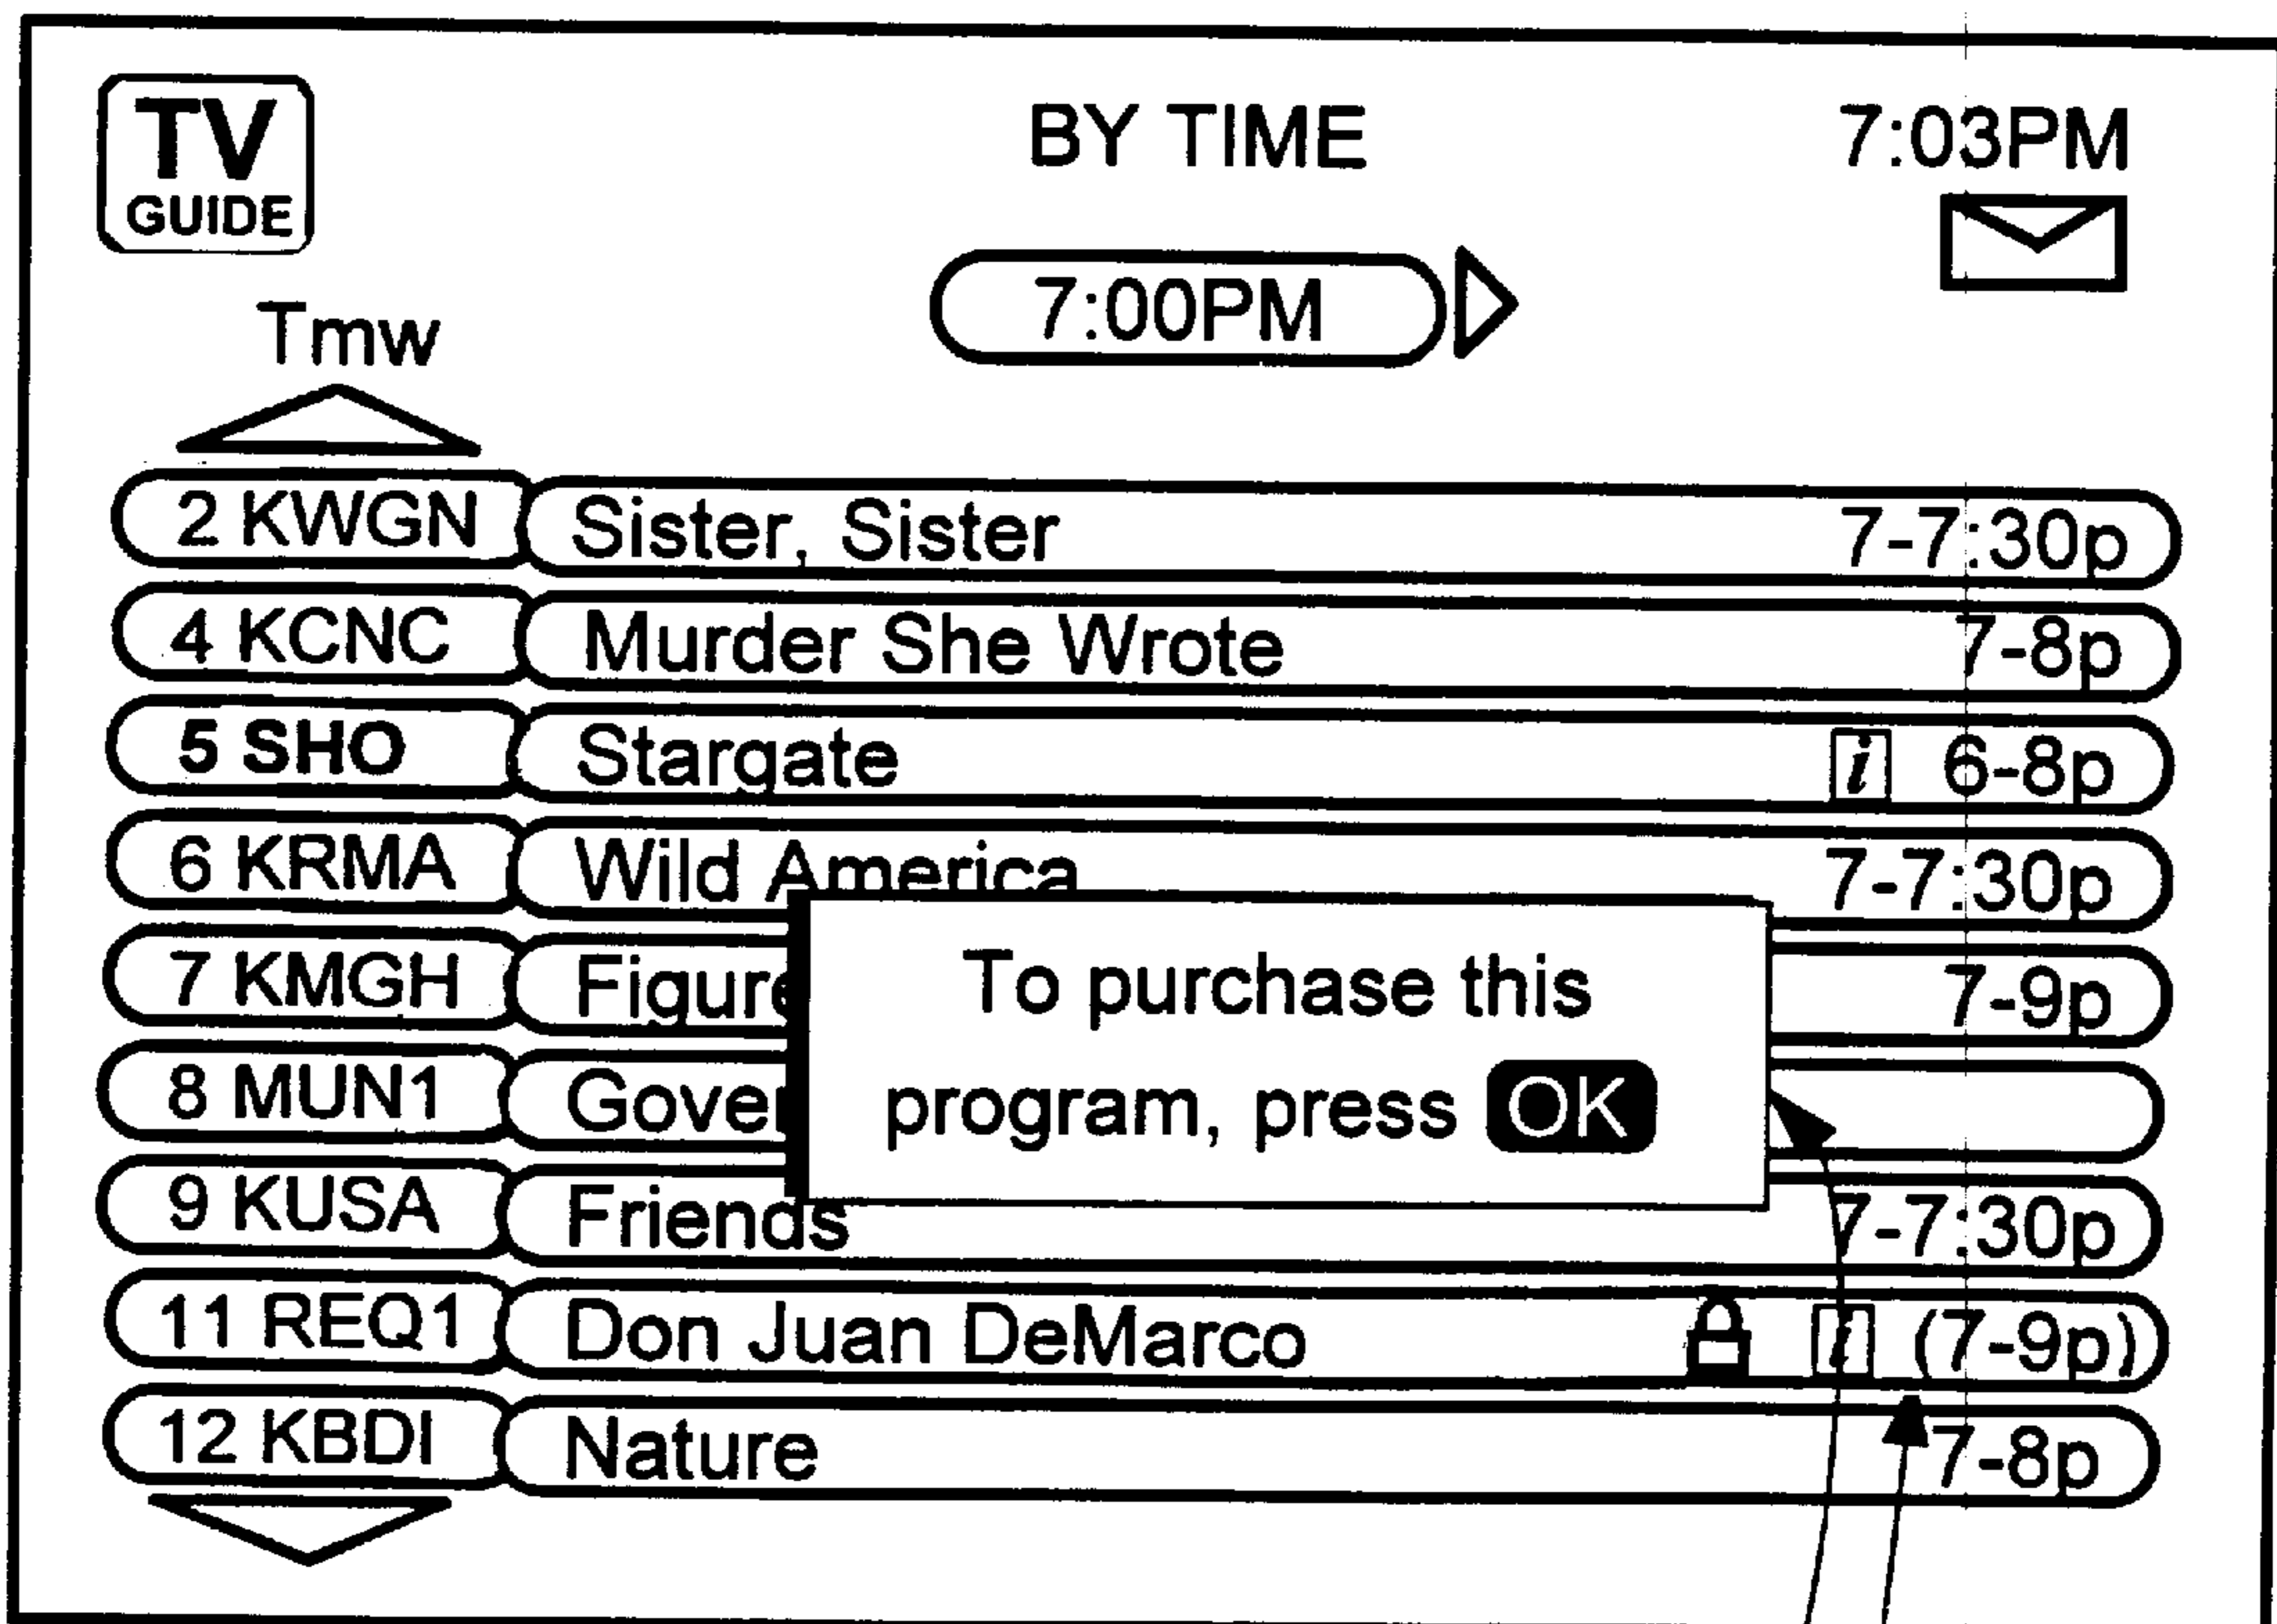 TV
GUIDE
BY TIME
7:03PM
7:00PM
Tmw
2 KWGN Sister, Sister 7-7:30p
4 KCNC Murder She Wrote 7-8p
5 SHO Stargate i 6-8p
6 KRMA Wild America 7-7:30p
7 KMGH Figure 7-9p
8 MUN1 Gover
To purchase this
program, press OK
9 KUSA Friends 7-7:30p
11 REQ1 Don Juan DeMarco i (7-9p)
12 KBDI Nature 7-8p